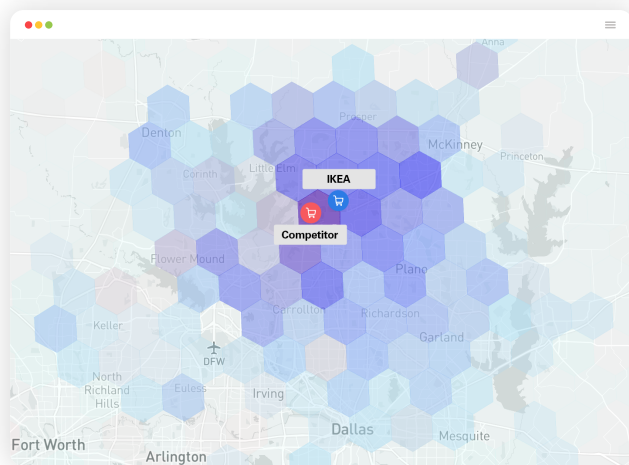 Anna
Prosper
Denton
McKinney
Princeton
Little Elm
Corinth
IKEA
Competitor
Flower Mound
Plano
Carrollton
Richardson
Keller
Garland
DFW
North
Richland
Hills
Euless
Irving
Dallas
Mesquite
Fort Worth
Arlington